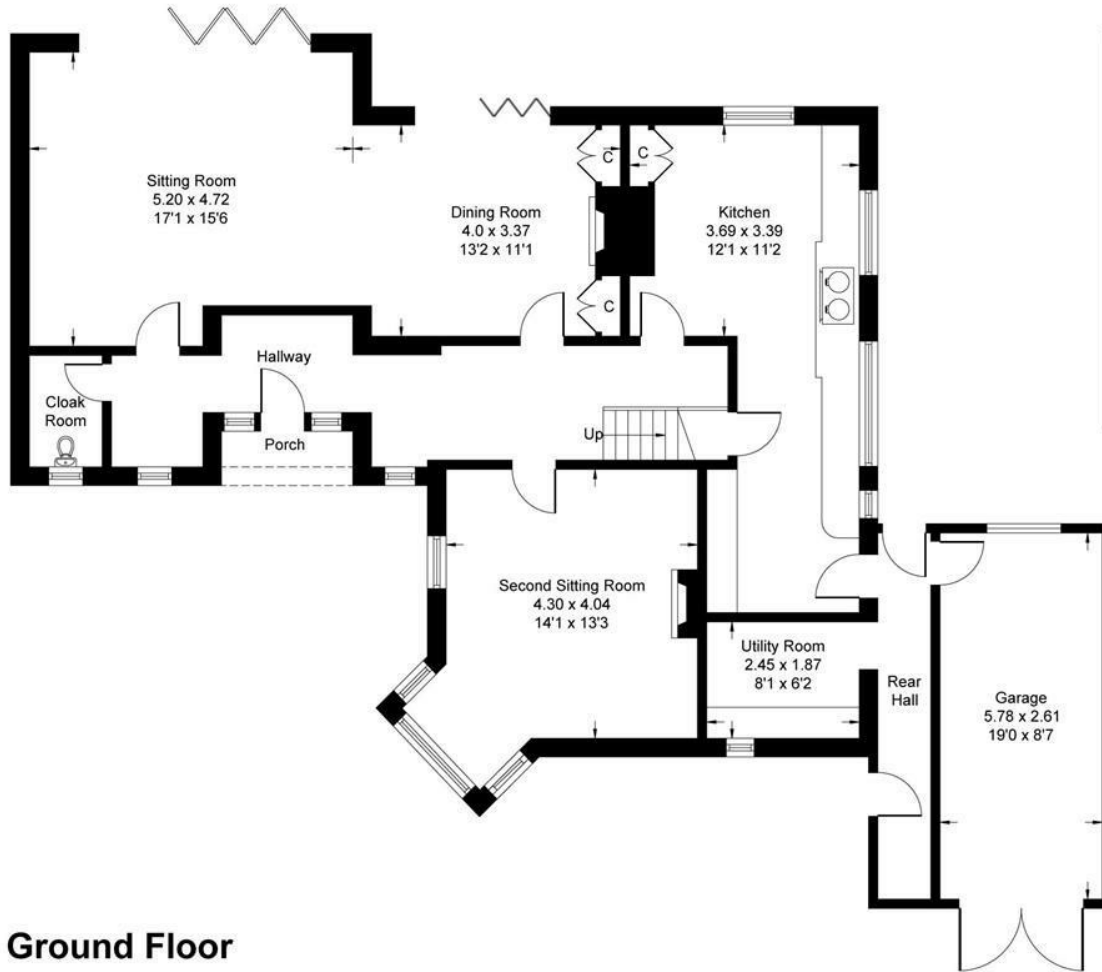 Sitting Room
5.20 x 4.72
17'1 x 15'6
Dining Room
4.0 x 3.37
13'2 x 11'1
C
C
C
Kitchen
3.69 x 3.39
12'1 x 11'2
Hallway
Cloak
Room
Porch
Up
Second Sitting Room
4.30 x 4.04
14'1 x 13'3
Utility Room
2.45 x 1.87
8'1 x 6'2
Rear
Hall
Garage
5.78 x 2.61
19'0 x 8'7
Ground Floor